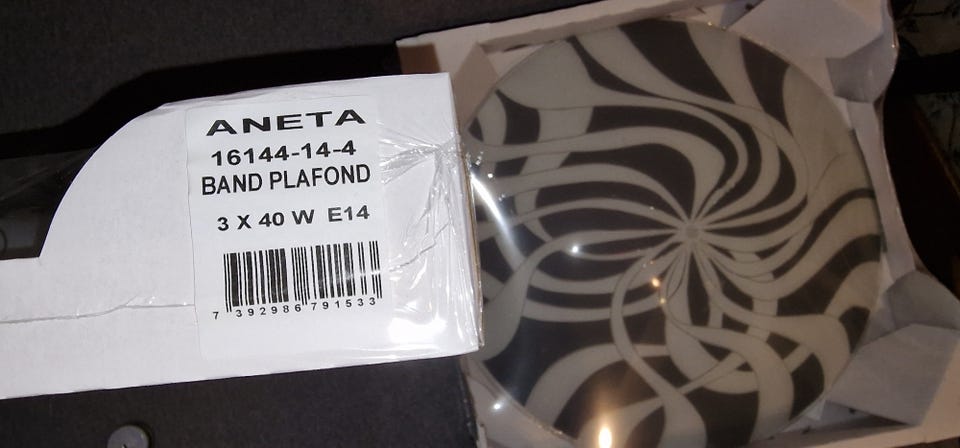 ANETA
16144-14-4
BAND PLAFOND
3 X 40 W E14
7 392986 791533